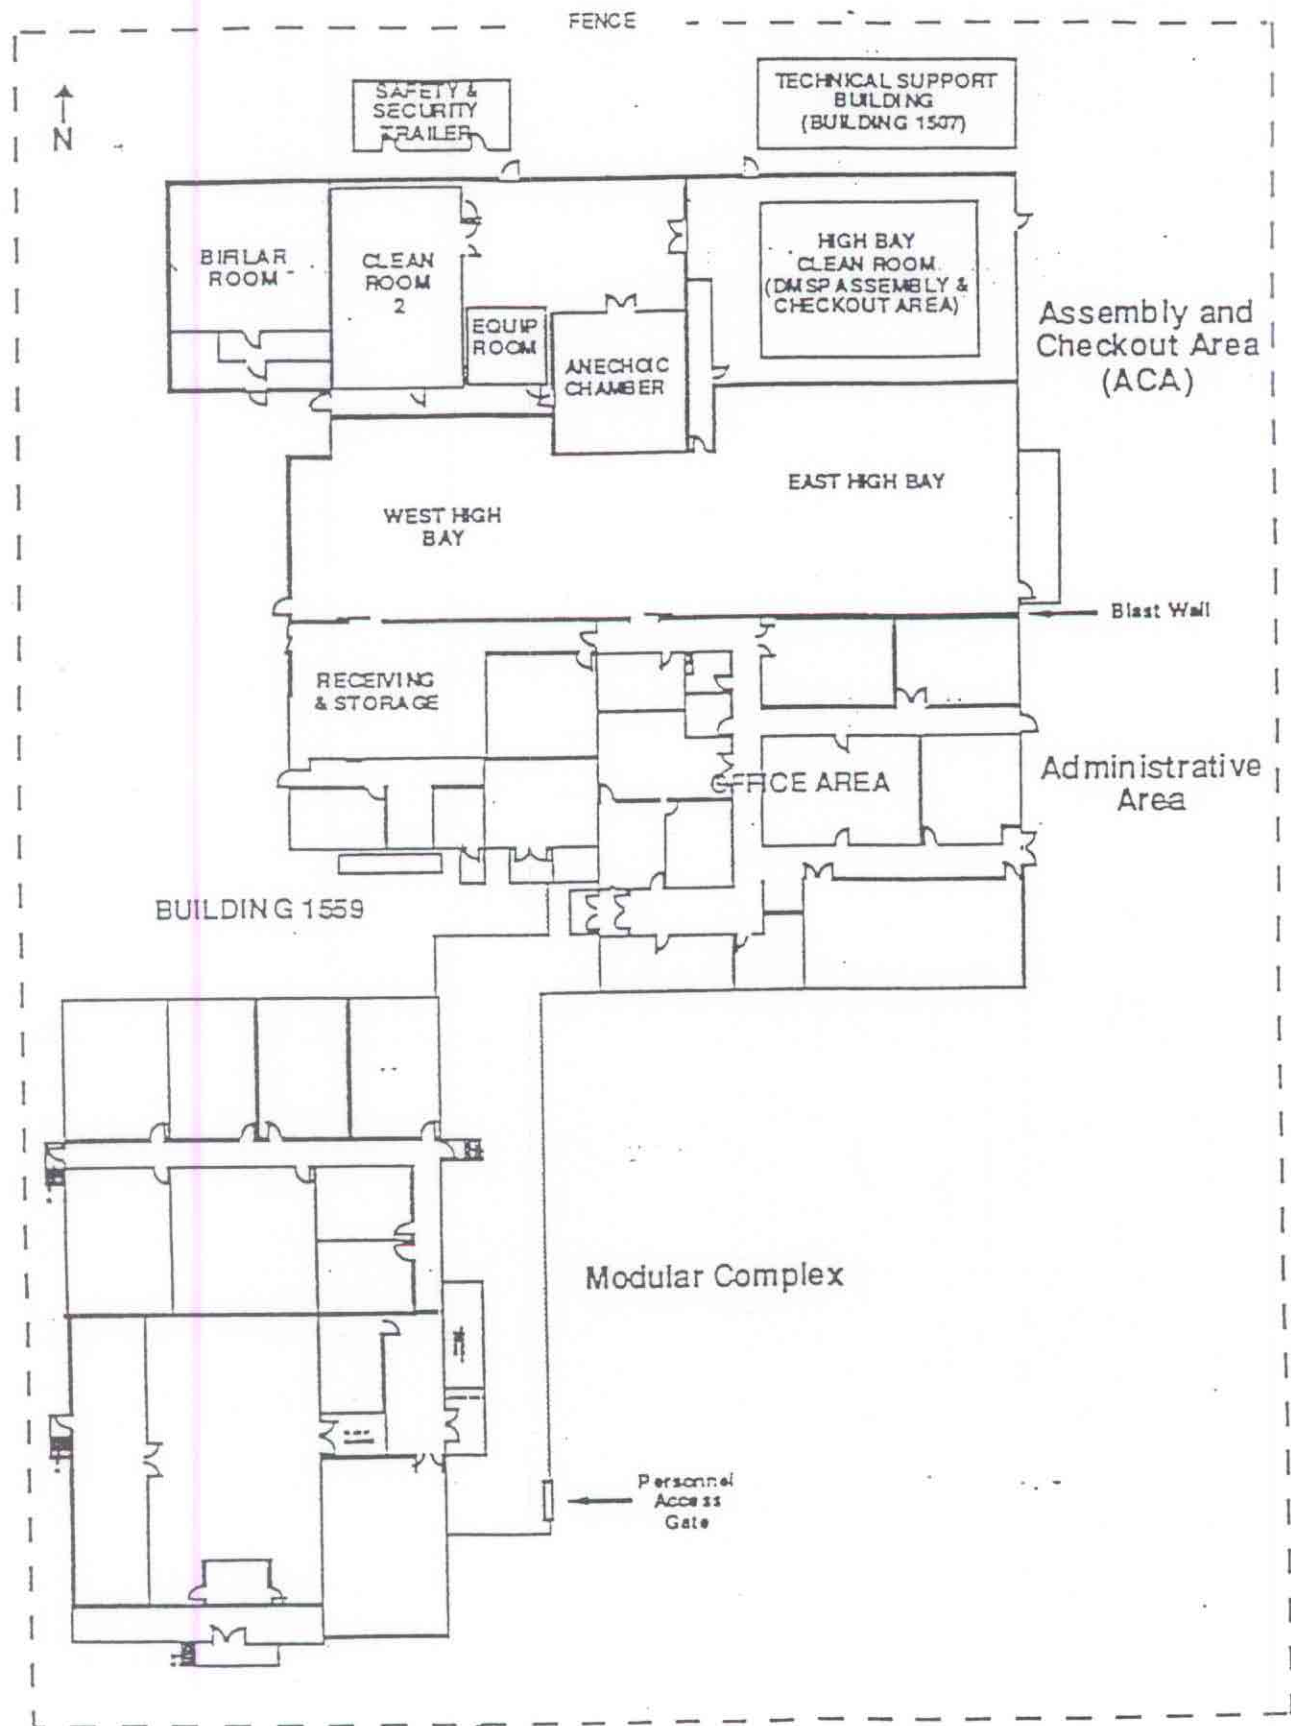 FENCE
N
SAFETY &
SECURITY
TRAILER
TECHNICAL SUPPORT
BUILDING
(BUILDING 1507)
BIFILAR
ROOM
CLEAN
ROOM
2
EQUIP
ROOM
ANECHOIC
CHAMBER
HIGH BAY
CLEAN ROOM
(DMSP ASSEMBLY &
CHECKOUT AREA)
Assembly and
Checkout Area
(ACA)
WEST HIGH
BAY
EAST HIGH BAY
Blast Wall
RECEIVING
& STORAGE
OFFICE AREA
Administrative
Area
BUILDING 1559
Modular Complex
Personnel
Access
Gate